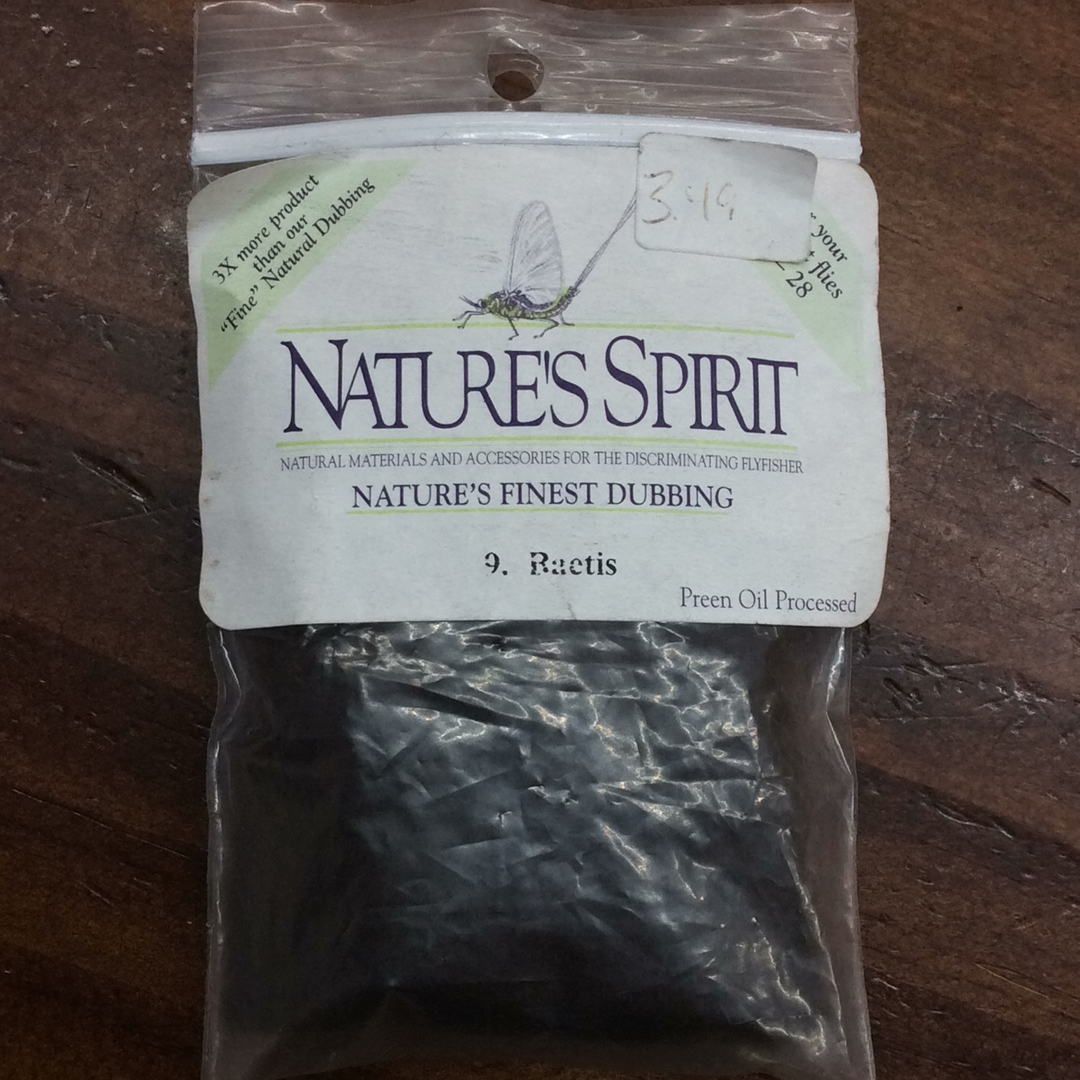 3X more product
than our
"Fine" Natural Dubbing
3.49
your
flies
28
NATURE'S SPIRIT
NATURAL MATERIALS AND ACCESSORIES FOR THE DISCRIMINATING FLYFISHER
NATURE'S FINEST DUBBING
9. Baetis
Preen Oil Processed